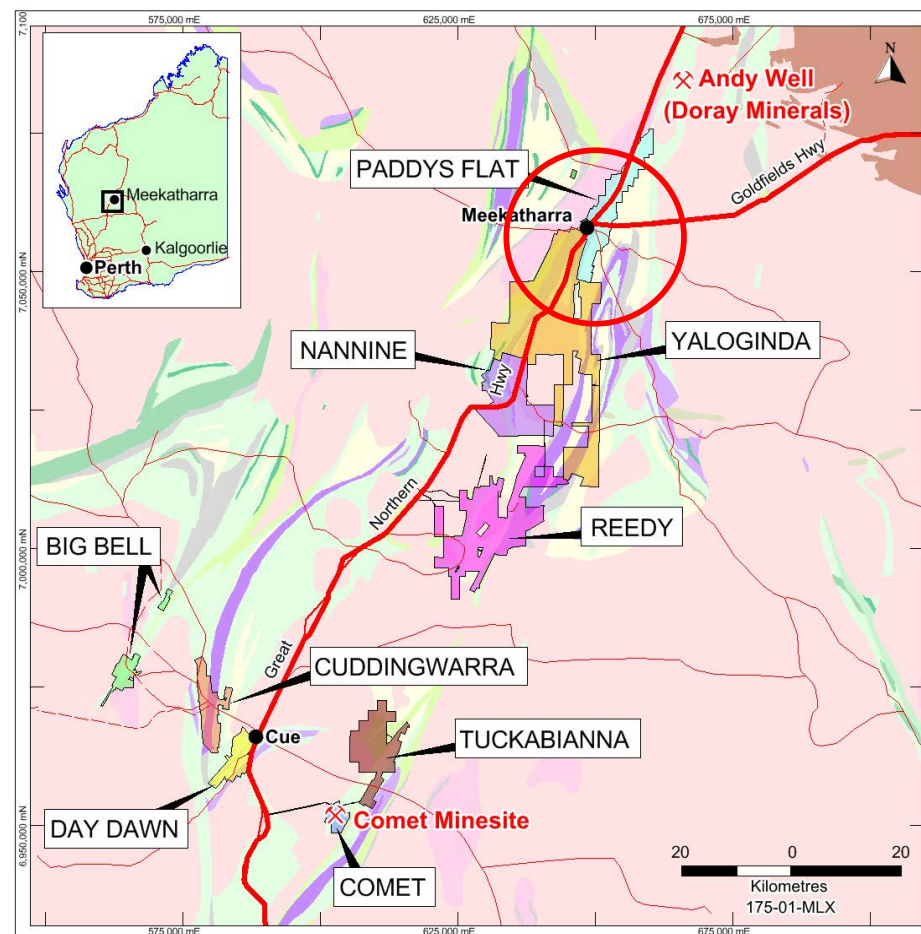 575,000 mE
625,000 mE
675,000 mE
7,100
N
Andy Well
(Doray Minerals)
PADDYS FLAT
Goldfields Hwy
Meekatharra
Meekatharra
Kalgoorlie
Perth
7,050,000 mN
NANNINE
YALOGINDA
Hwy
Northern
REEDY
BIG BELL
7,000,000 mN
Great
CUDDINGWARRA
Cue
TUCKABIANNA
DAY DAWN
Comet Minesite
6,950,000 mN
COMET
20 0 20
Kilometres
175-01-MLX
575,000 mE
625,000 mE
675,000 mE